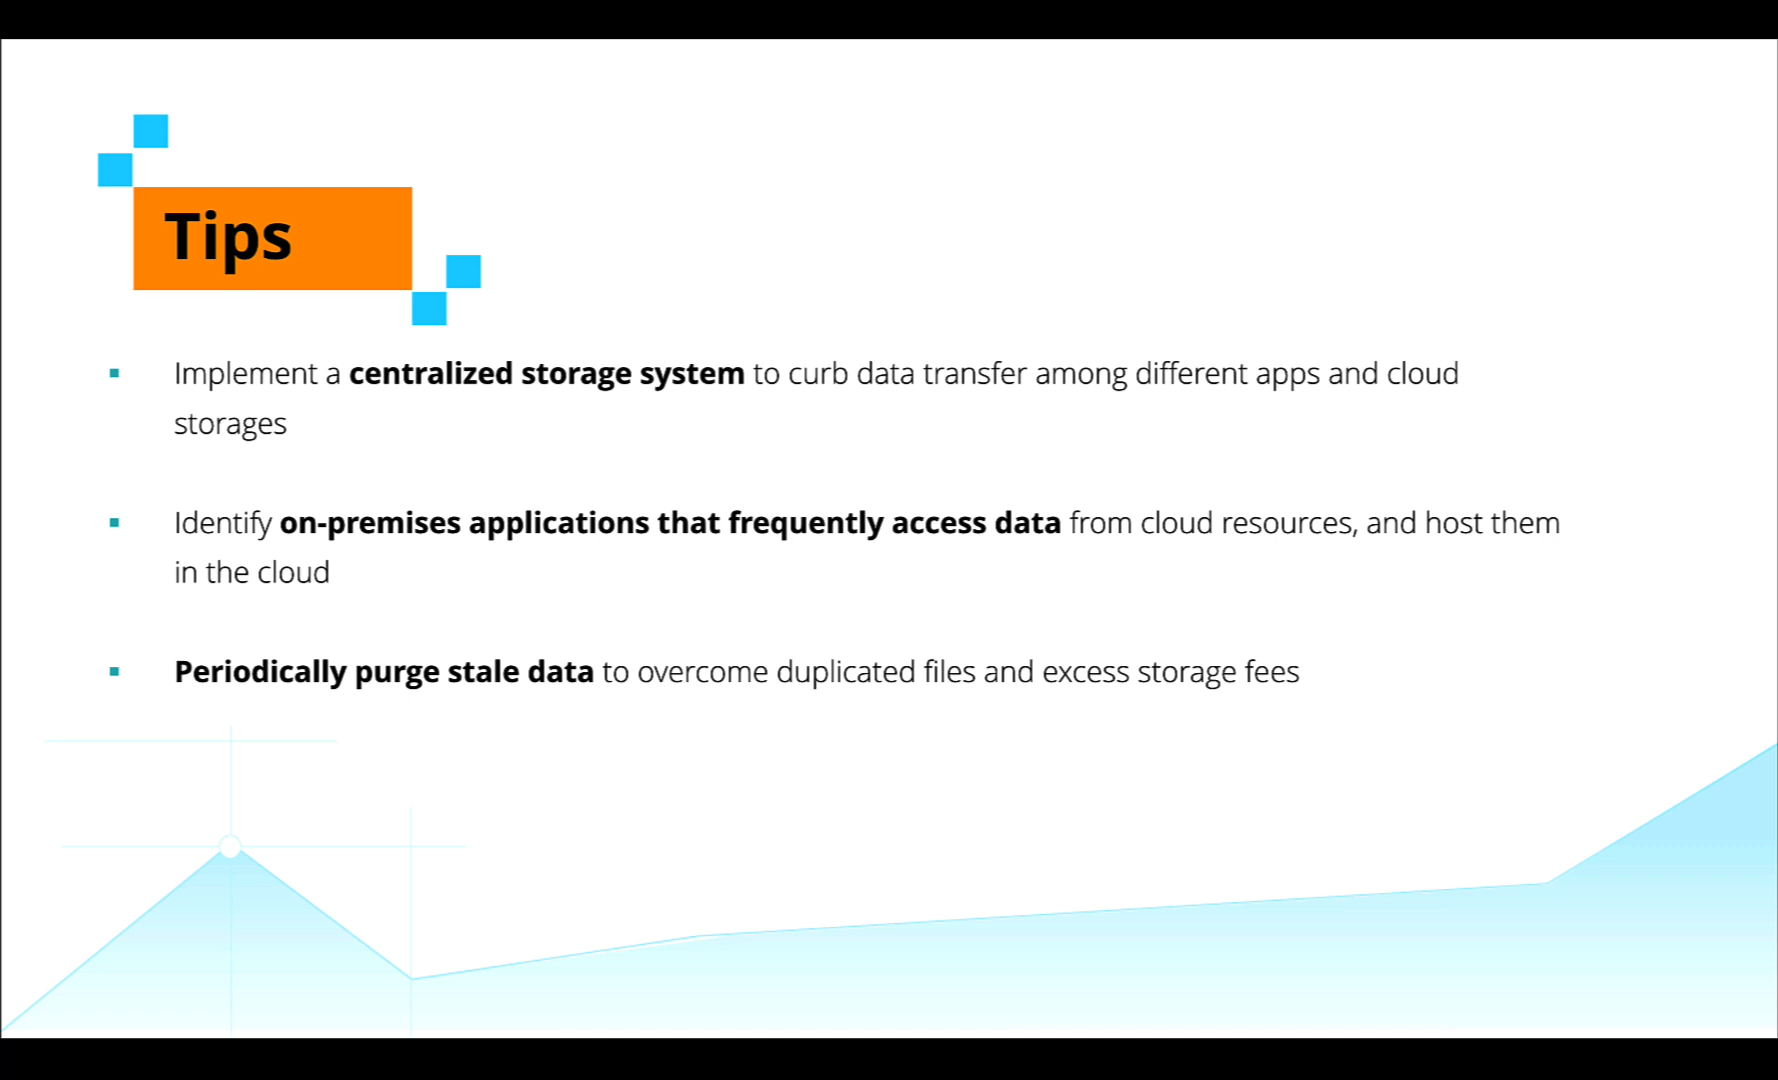 Tips
Implement a centralized storage system to curb data transfer among different apps and cloud
storages
Identify on-premises applications that frequently access data from cloud resources, and host them
in the cloud
Periodically purge stale data to overcome duplicated files and excess storage fees